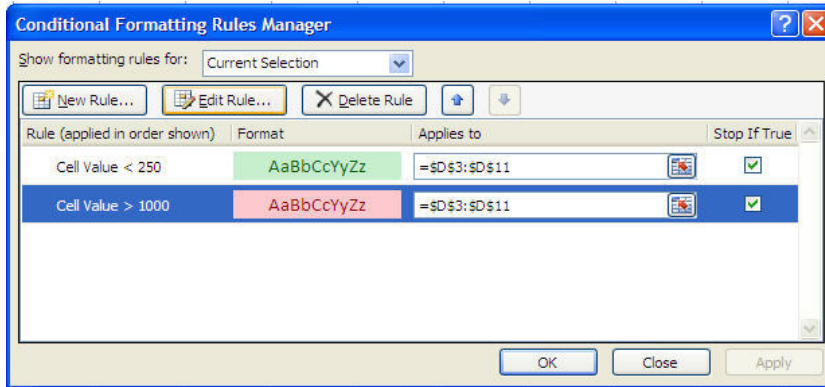 Conditional Formatting Rules Manager
Show formatting rules for: Current Selection
New Rule... Edit Rule... Delete Rule
Rule (applied in order shown) Format Applies to Stop If True
Cell Value < 250 AaBbCcYyZz =$D$3:$D$11
Cell Value > 1000 AaBbCcYyZz =$D$3:$D$11
OK Close Apply